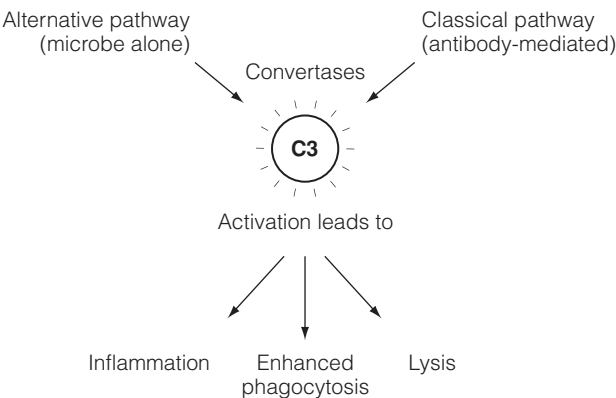 Alternative pathway
(microbe alone)
Classical pathway
(antibody-mediated)
Convertases
C3
Activation leads to
Inflammation
Enhanced
phagocytosis
Lysis